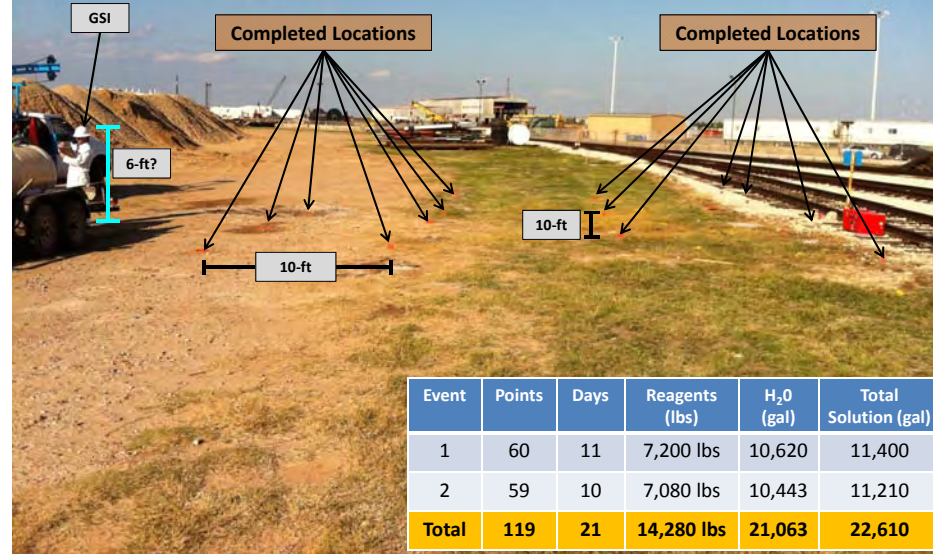 GSI
Completed Locations
Completed Locations
6-ft?
10-ft
10-ft
Event Points Days Reagents (lbs) H₂0 (gal) Total Solution (gal)
1 60 11 7,200 lbs 10,620 11,400
2 59 10 7,080 lbs 10,443 11,210
Total 119 21 14,280 lbs 21,063 22,610